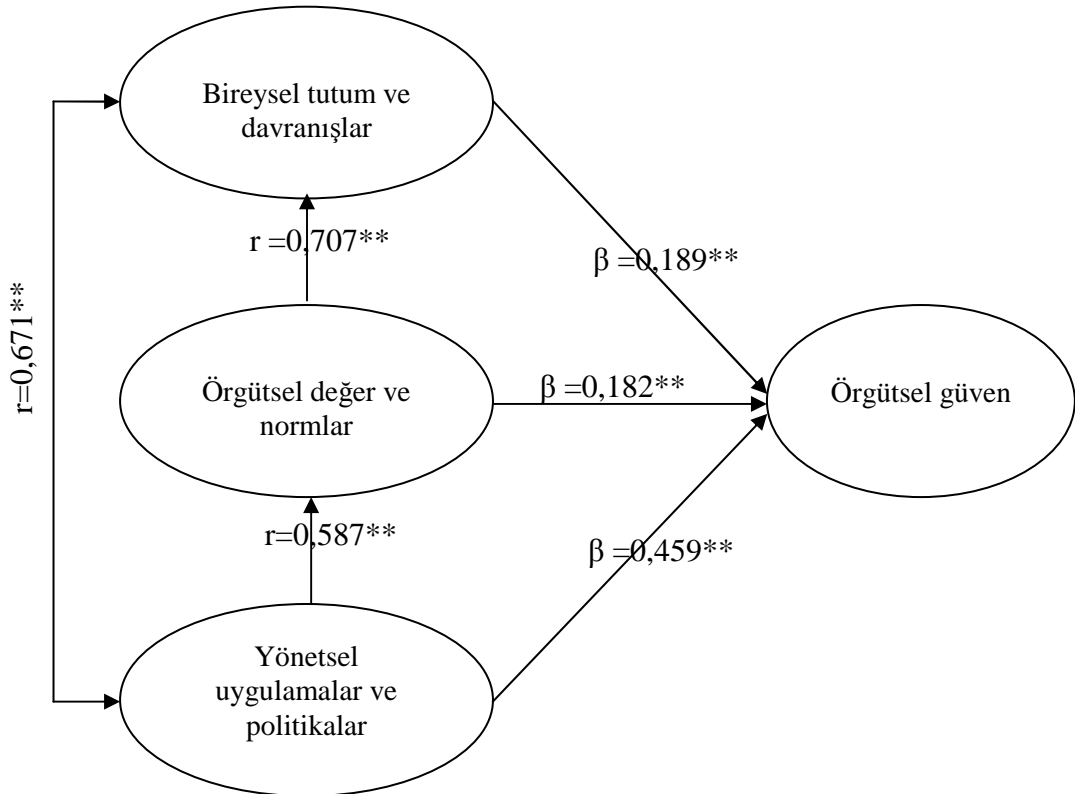 Bireysel tutum ve
davranışlar
r =0,707**
β =0,189**
r=0,671**
Örgütsel değer ve
normlar
β =0,182**
Örgütsel güven
r=0,587**
β =0,459**
Yönetsel
uygulamalar ve
politikalar